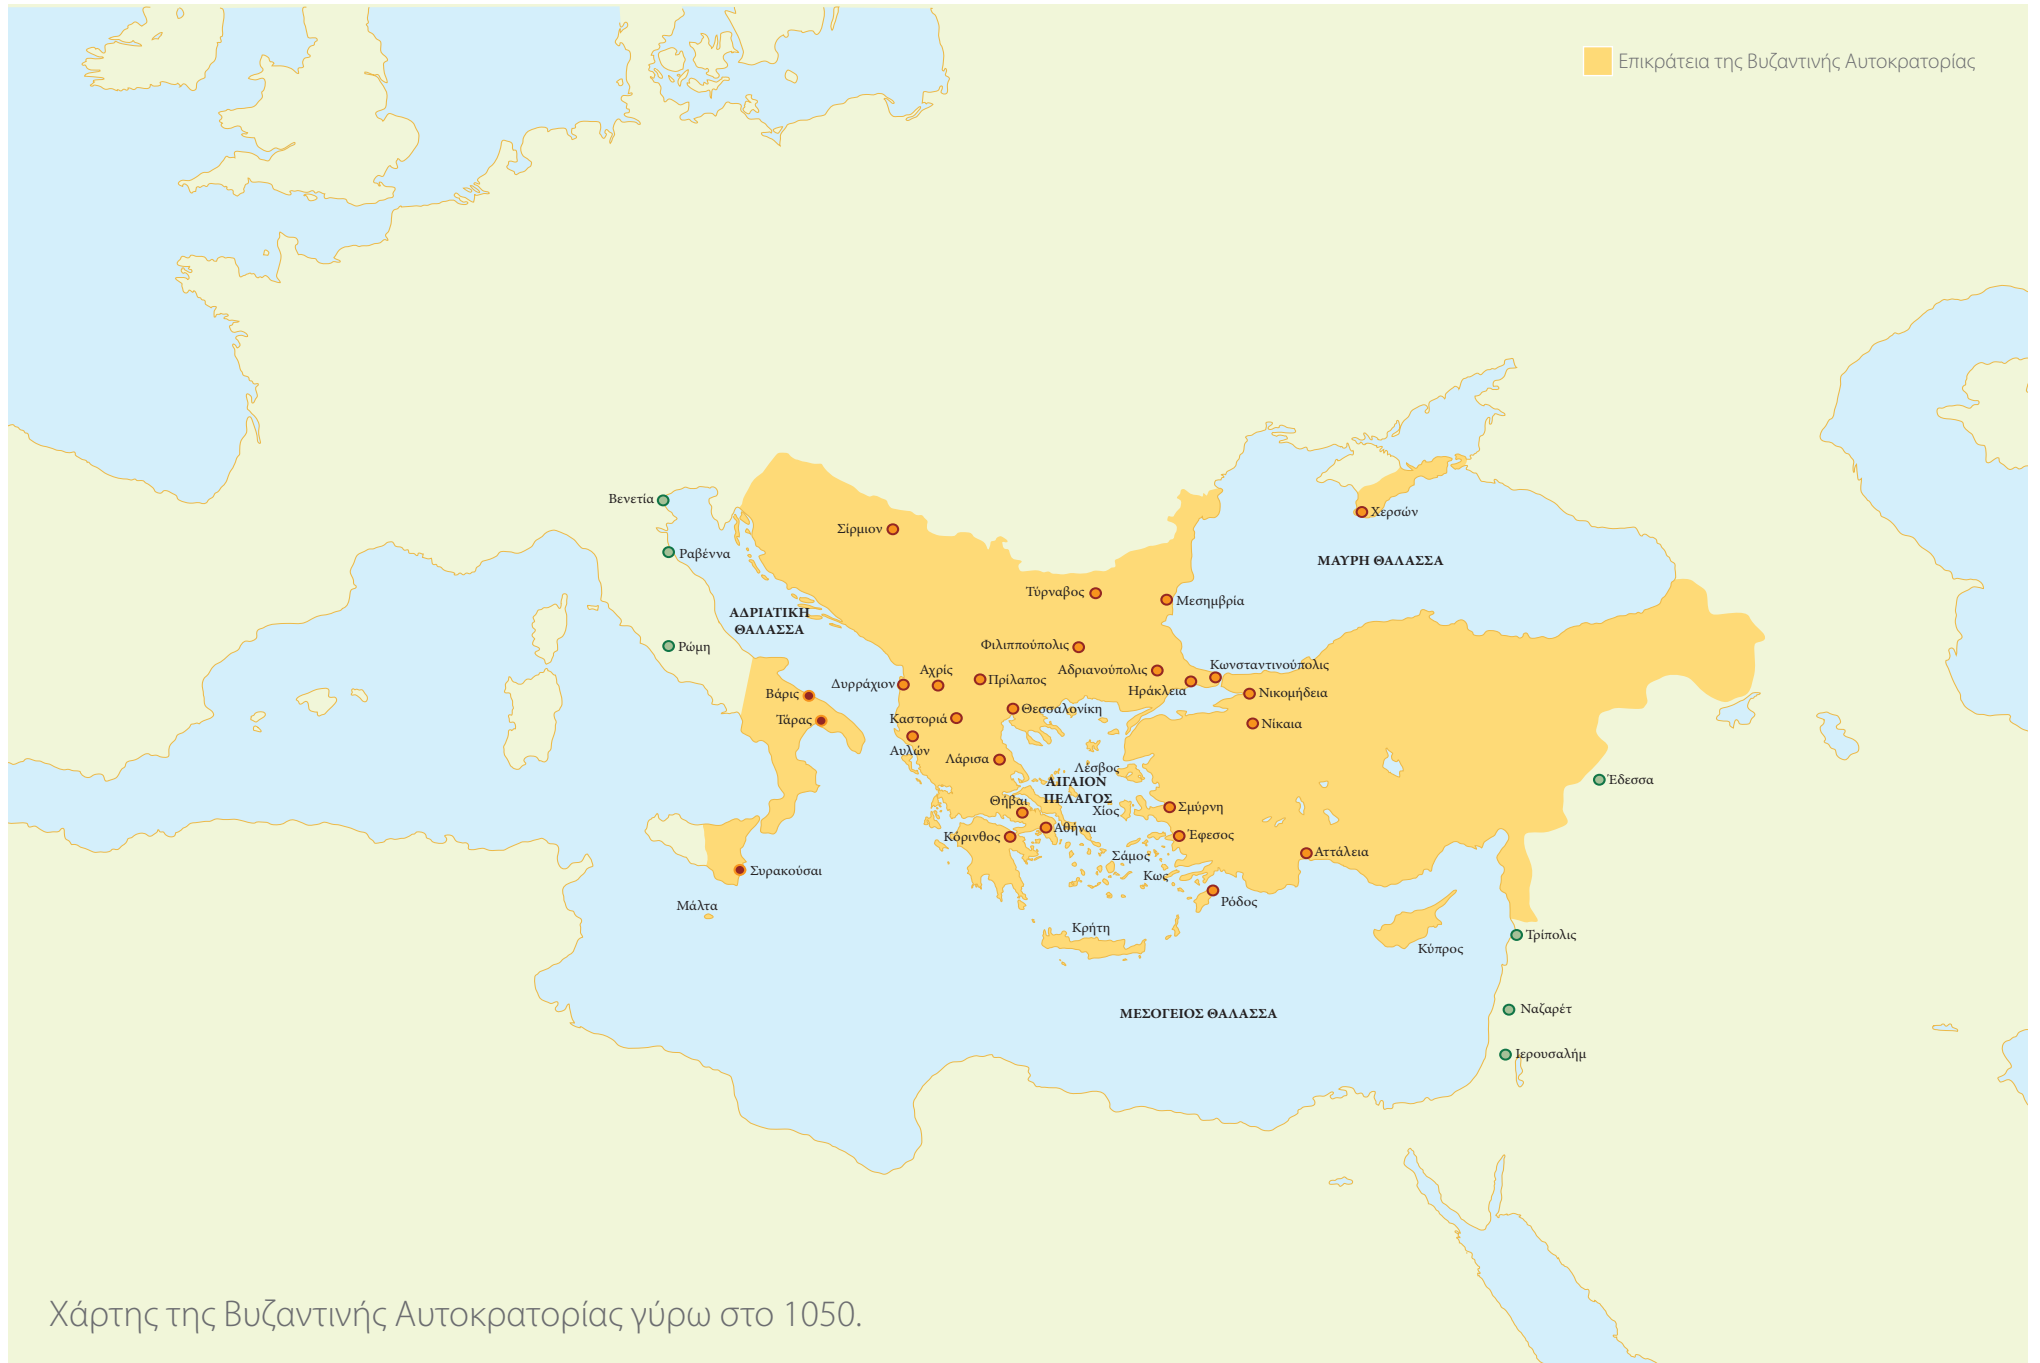 Επικράτεια της Βυζαντινής Αυτοκρατορίας
Βενετία
Σίρμιον
Χερσών
Ραβέννα
ΜΑΥΡΗ ΘΑΛΑΣΣΑ
Τύρναβος
Μεσημβρία
ΑΔΡΙΑΤΙΚΗ
ΘΑΛΑΣΣΑ
Ρώμη
Φιλιππούπολις
Αδριανούπολις
Κωνσταντινούπολις
Αχρίς
Πρίλαπος
Δυρράχιον
Ηράκλεια
Νικομήδεια
Βάρις
Θεσσαλονίκη
Τάρας
Καστοριά
Νίκαια
Αυλών
Λάρισα
Λέσβος
ΑΙΓΑΙΟΝ
ΠΕΛΑΓΟΣ
Έδεσσα
Θήβαι
Χίος
Σμύρνη
Αθήναι
Κόρινθος
Έφεσος
Σάμος
Αττάλεια
Συρακούσαι
Κως
Ρόδος
Μάλτα
Κρήτη
Τρίπολις
Κύπρος
Ναζαρέτ
ΜΕΣΟΓΕΙΟΣ ΘΑΛΑΣΣΑ
Ιερουσαλήμ
Χάρτης της Βυζαντινής Αυτοκρατορίας γύρω στο 1050.